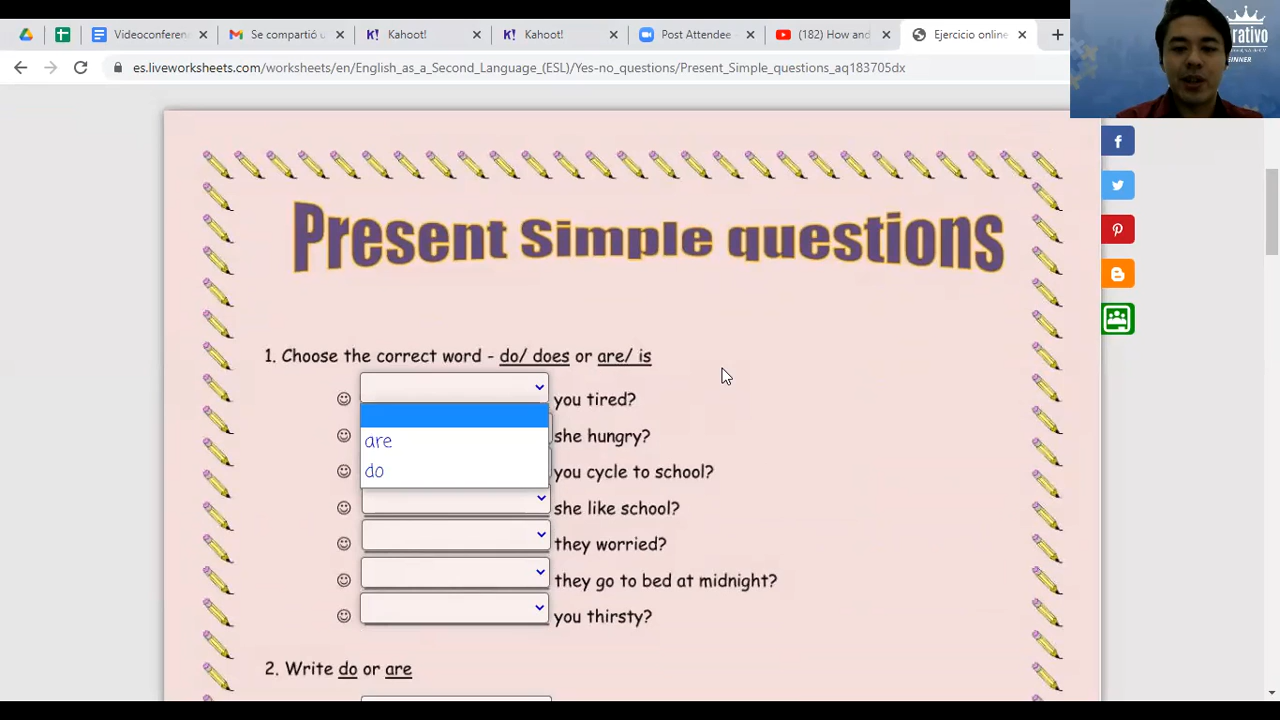 Videoconferen
Se compartió u
Kahoot!
Kahoot!
Post Attendee
(182) How and
Ejercicio online
rativo
INNER
es.liveworksheets.com/worksheets/en/English_as_a_Second_Language_(ESL)/Yes-no_questions/Present_Simple_questions_aq183705dx
Present Simple questions
1. Choose the correct word - do/ does or are/ is
you tired?
are
she hungry?
do
you cycle to school?
she like school?
they worried?
they go to bed at midnight?
you thirsty?
2. Write do or are